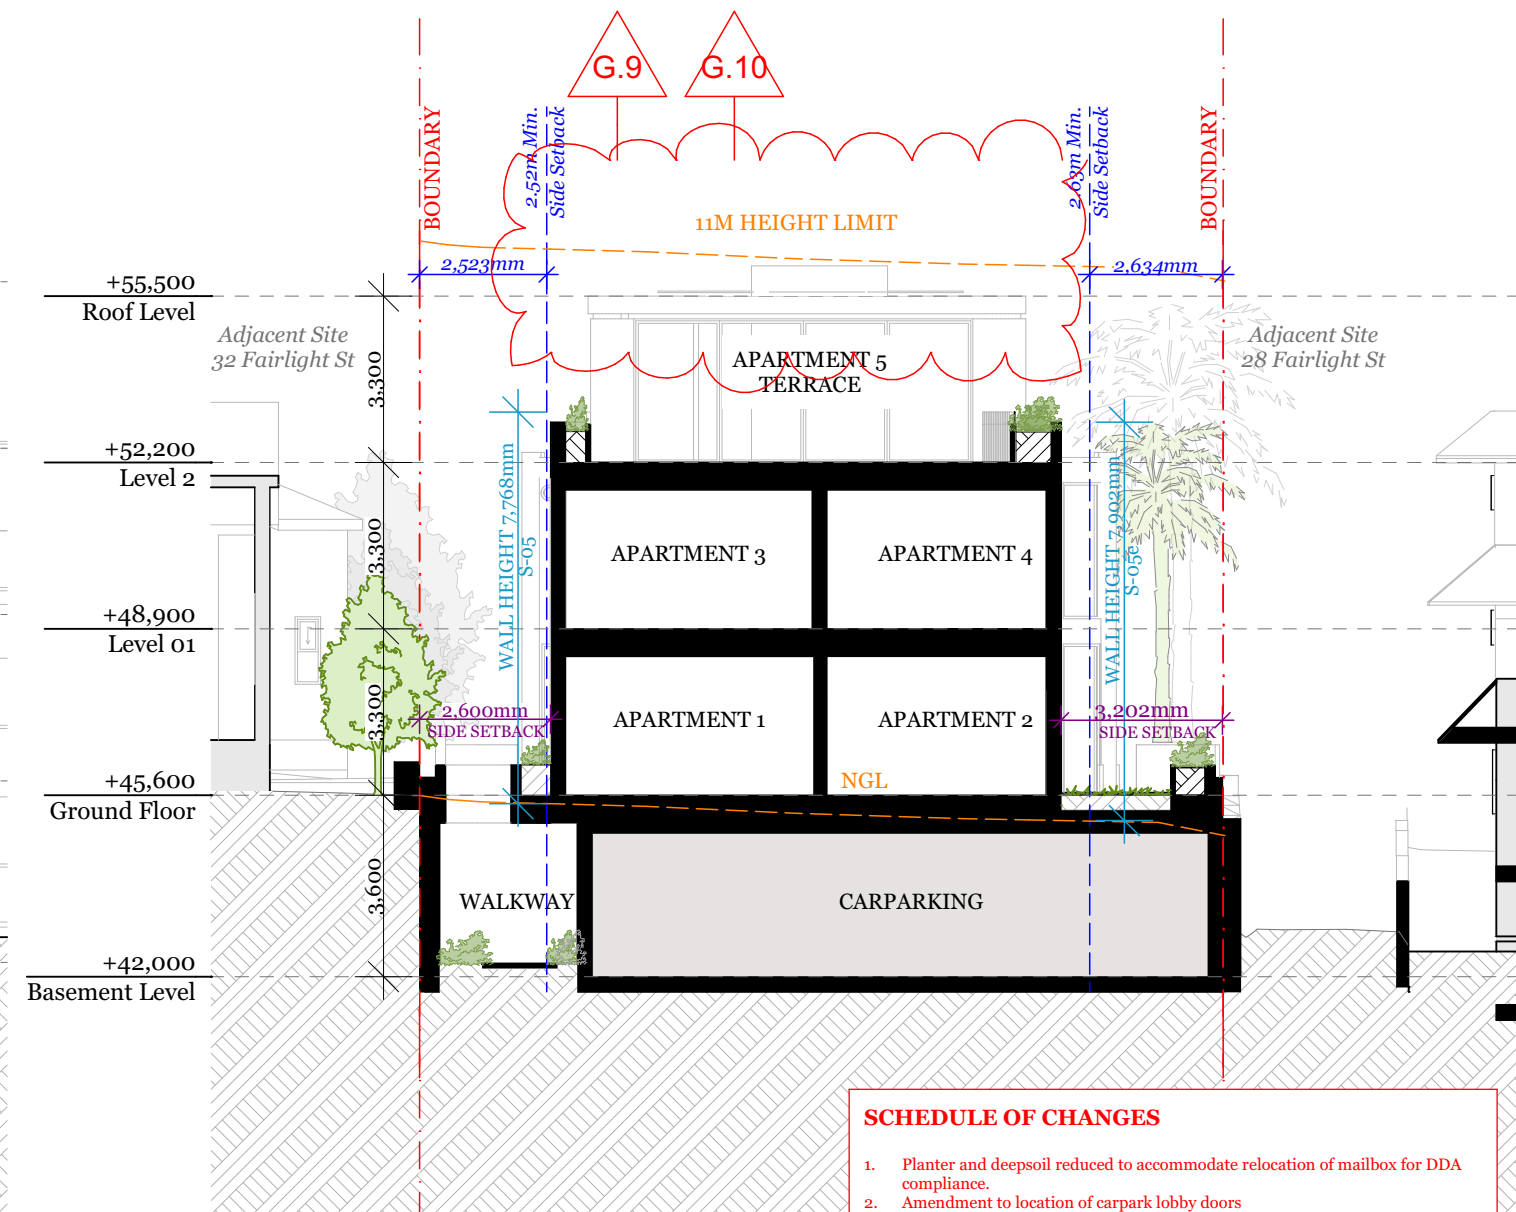 G.9
G.10
BOUNDARY
2.52m Min.
Side Setback
2.63m Min.
Side Setback
BOUNDARY
11M HEIGHT LIMIT
2,523mm
2,634mm
+55,500
Roof Level
Adjacent Site
32 Fairlight St
Adjacent Site
28 Fairlight St
3,300
APARTMENT 5
TERRACE
+52,200
Level 2
WALL HEIGHT 7,768mm
S-05
WALL HEIGHT 7,902mm
S-05e
3,300
APARTMENT 3
APARTMENT 4
+48,900
Level 01
3,300
2,600mm
SIDE SETBACK
APARTMENT 1
APARTMENT 2
3,202mm
SIDE SETBACK
NGL
+45,600
Ground Floor
3,600
WALKWAY
CARPARKING
+42,000
Basement Level
SCHEDULE OF CHANGES
1. Planter and deepsoil reduced to accommodate relocation of mailbox for DDA
compliance.
2. Amendment to location of carpark lobby doors